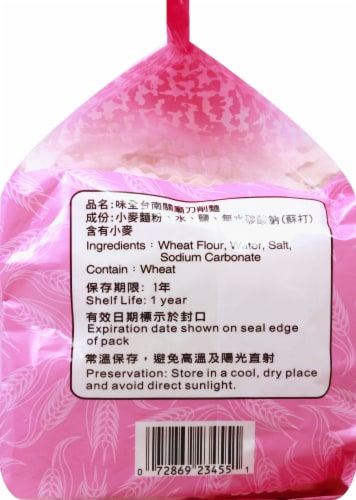 品名:味全台南關廟刀削麵
成份:小麥麵粉、水、鹽、無水碳酸鈉(蘇打)
含有小麥
Ingredients : Wheat Flour, Water, Salt,
Sodium Carbonate
Contain : Wheat
保存期限: 1年
Shelf Life: 1 year
有效日期標示於封口
Expiration date shown on seal edge
of pack
常溫保存，避免高溫及陽光直射
Preservation: Store in a cool, dry place
and avoid direct sunlight.
0 72869 23455 1